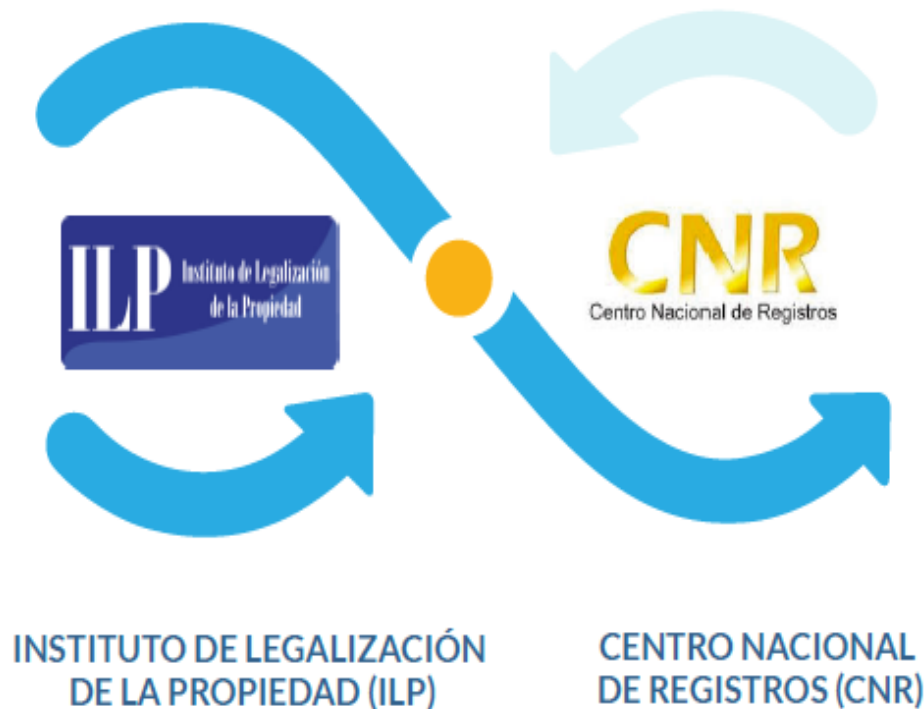 ILP
Instituto de Legalización
de la Propiedad
CNR
Centro Nacional de Registros
INSTITUTO DE LEGALIZACIÓN
DE LA PROPIEDAD (ILP)
CENTRO NACIONAL
DE REGISTROS (CNR)